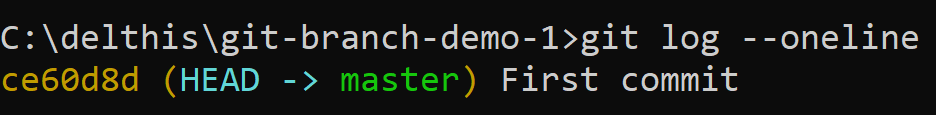 C:\delthis\git-branch-demo-1>git log --oneline
ce60d8d (HEAD -> master) First commit